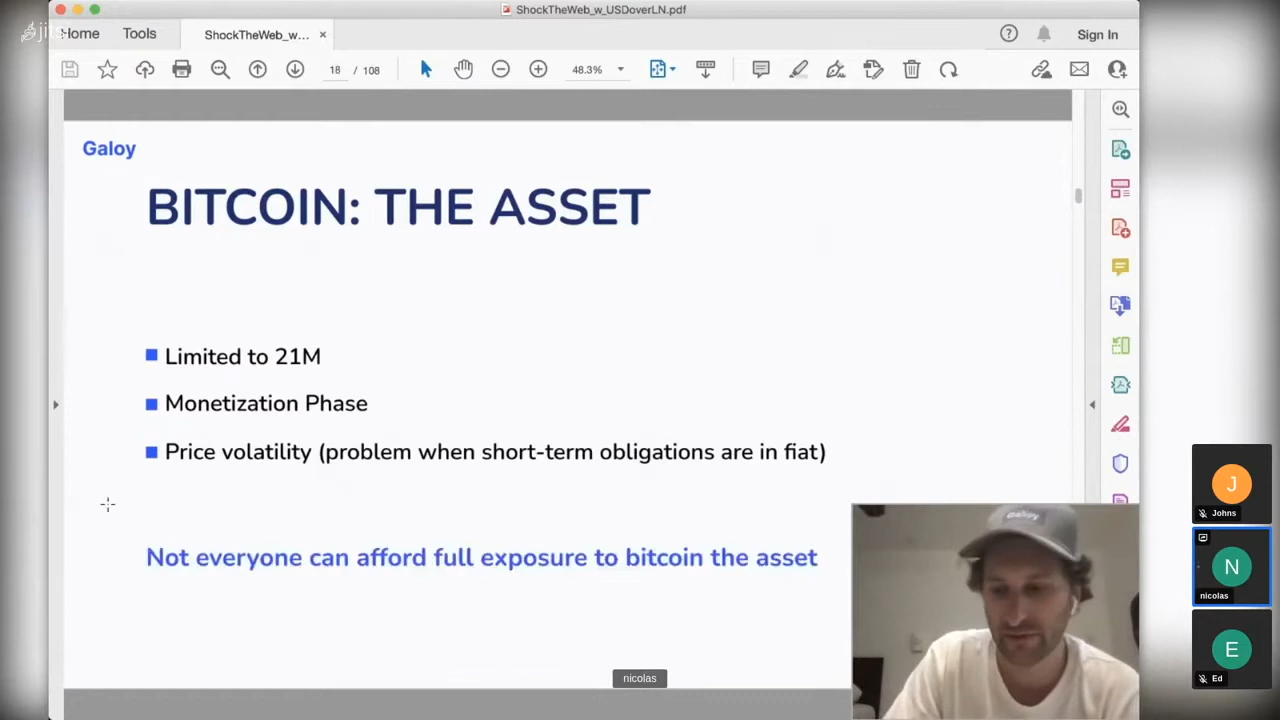 ShockTheWeb_w_USDoverLN.pdf
jitsi
Home
Tools
ShockTheWeb_w...
Sign In
18 / 108
48.3%
Galoy
BITCOIN: THE ASSET
Limited to 21M
Monetization Phase
Price volatility (problem when short-term obligations are in fiat)
Not everyone can afford full exposure to bitcoin the asset
Galoy
nicolas
J
Johns
N
nicolas
E
Ed